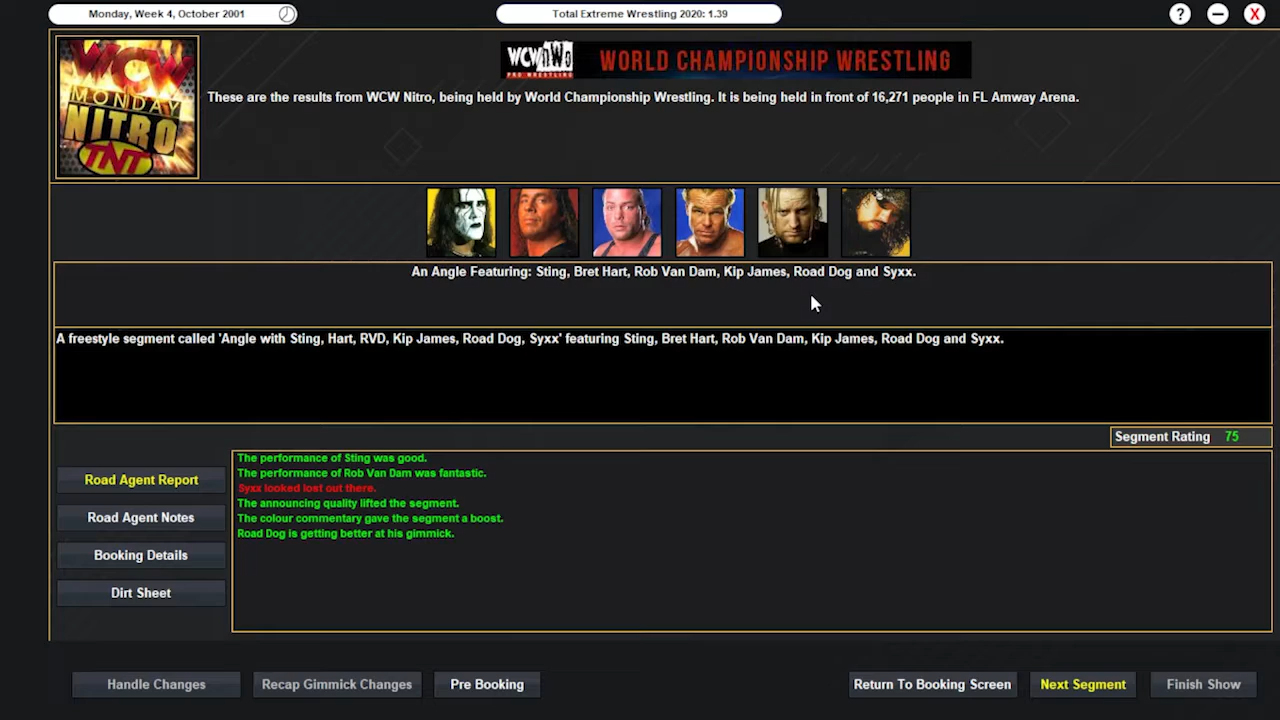 Monday, Week 4, October 2001
Total Extreme Wrestling 2020: 1.39
?
X
WCW
MONDAY
NITRO
TNT
WCW
PRO WRESTLING
WORLD CHAMPIONSHIP WRESTLING
These are the results from WCW Nitro, being held by World Championship Wrestling. It is being held in front of 16,271 people in FL Amway Arena.
An Angle Featuring: Sting, Bret Hart, Rob Van Dam, Kip James, Road Dog and Syxx.
A freestyle segment called 'Angle with Sting, Hart, RVD, Kip James, Road Dog, Syxx' featuring Sting, Bret Hart, Rob Van Dam, Kip James, Road Dog and Syxx.
Segment Rating 75
Road Agent Report
Road Agent Notes
Booking Details
Dirt Sheet
The performance of Sting was good.
The performance of Rob Van Dam was fantastic.
Syxx looked lost out there.
The announcing quality lifted the segment.
The colour commentary gave the segment a boost.
Road Dog is getting better at his gimmick.
Handle Changes
Recap Gimmick Changes
Pre Booking
Return To Booking Screen
Next Segment
Finish Show